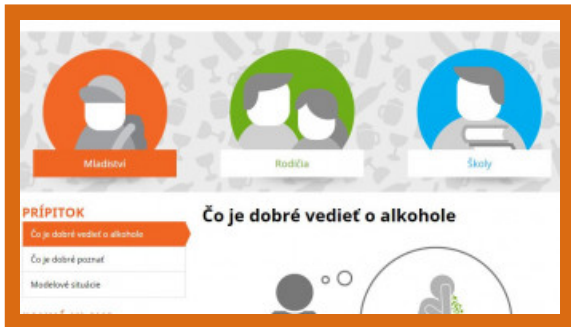 Mladiství
Rodičia
Školy
PRÍPITOK
Čo je dobré vedieť o alkohole
Čo je dobré vedieť o alkohole
Čo je dobré poznať
Modelové situácie